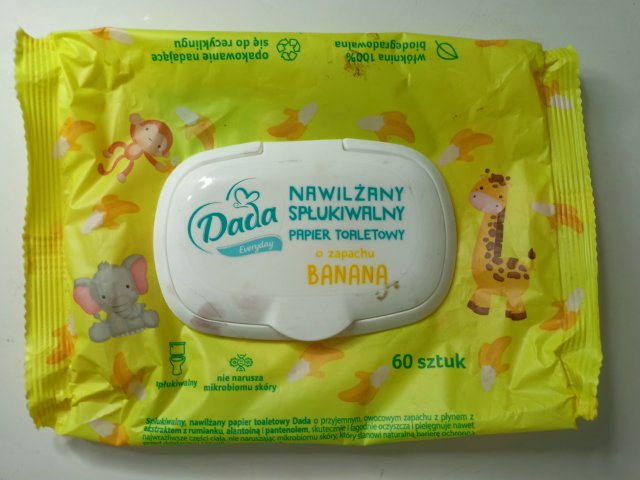 opakowanie nadające
się do recyklingu
włóknina 100%
biodegradowalna
Dada
Everyday
NAWILŻANY
SPŁUKIWALNY
PAPIER TOALETOWY
o zapachu
BANANA
60 sztuk
spłukiwalny
nie narusza
mikrobiomu skóry
Spłukiwalny, nawilżany papier toaletowy Dada o przyjemnym, owocowym zapachu z płynem z
ekstraktem z rumianku, alantoiną i pantenolem, skutecznie i łagodnie oczyszcza i pielęgnuje nawet
najwrażliwsze części ciała, nie naruszając mikrobiomu skóry, który stanowi naturalną barierę ochronną